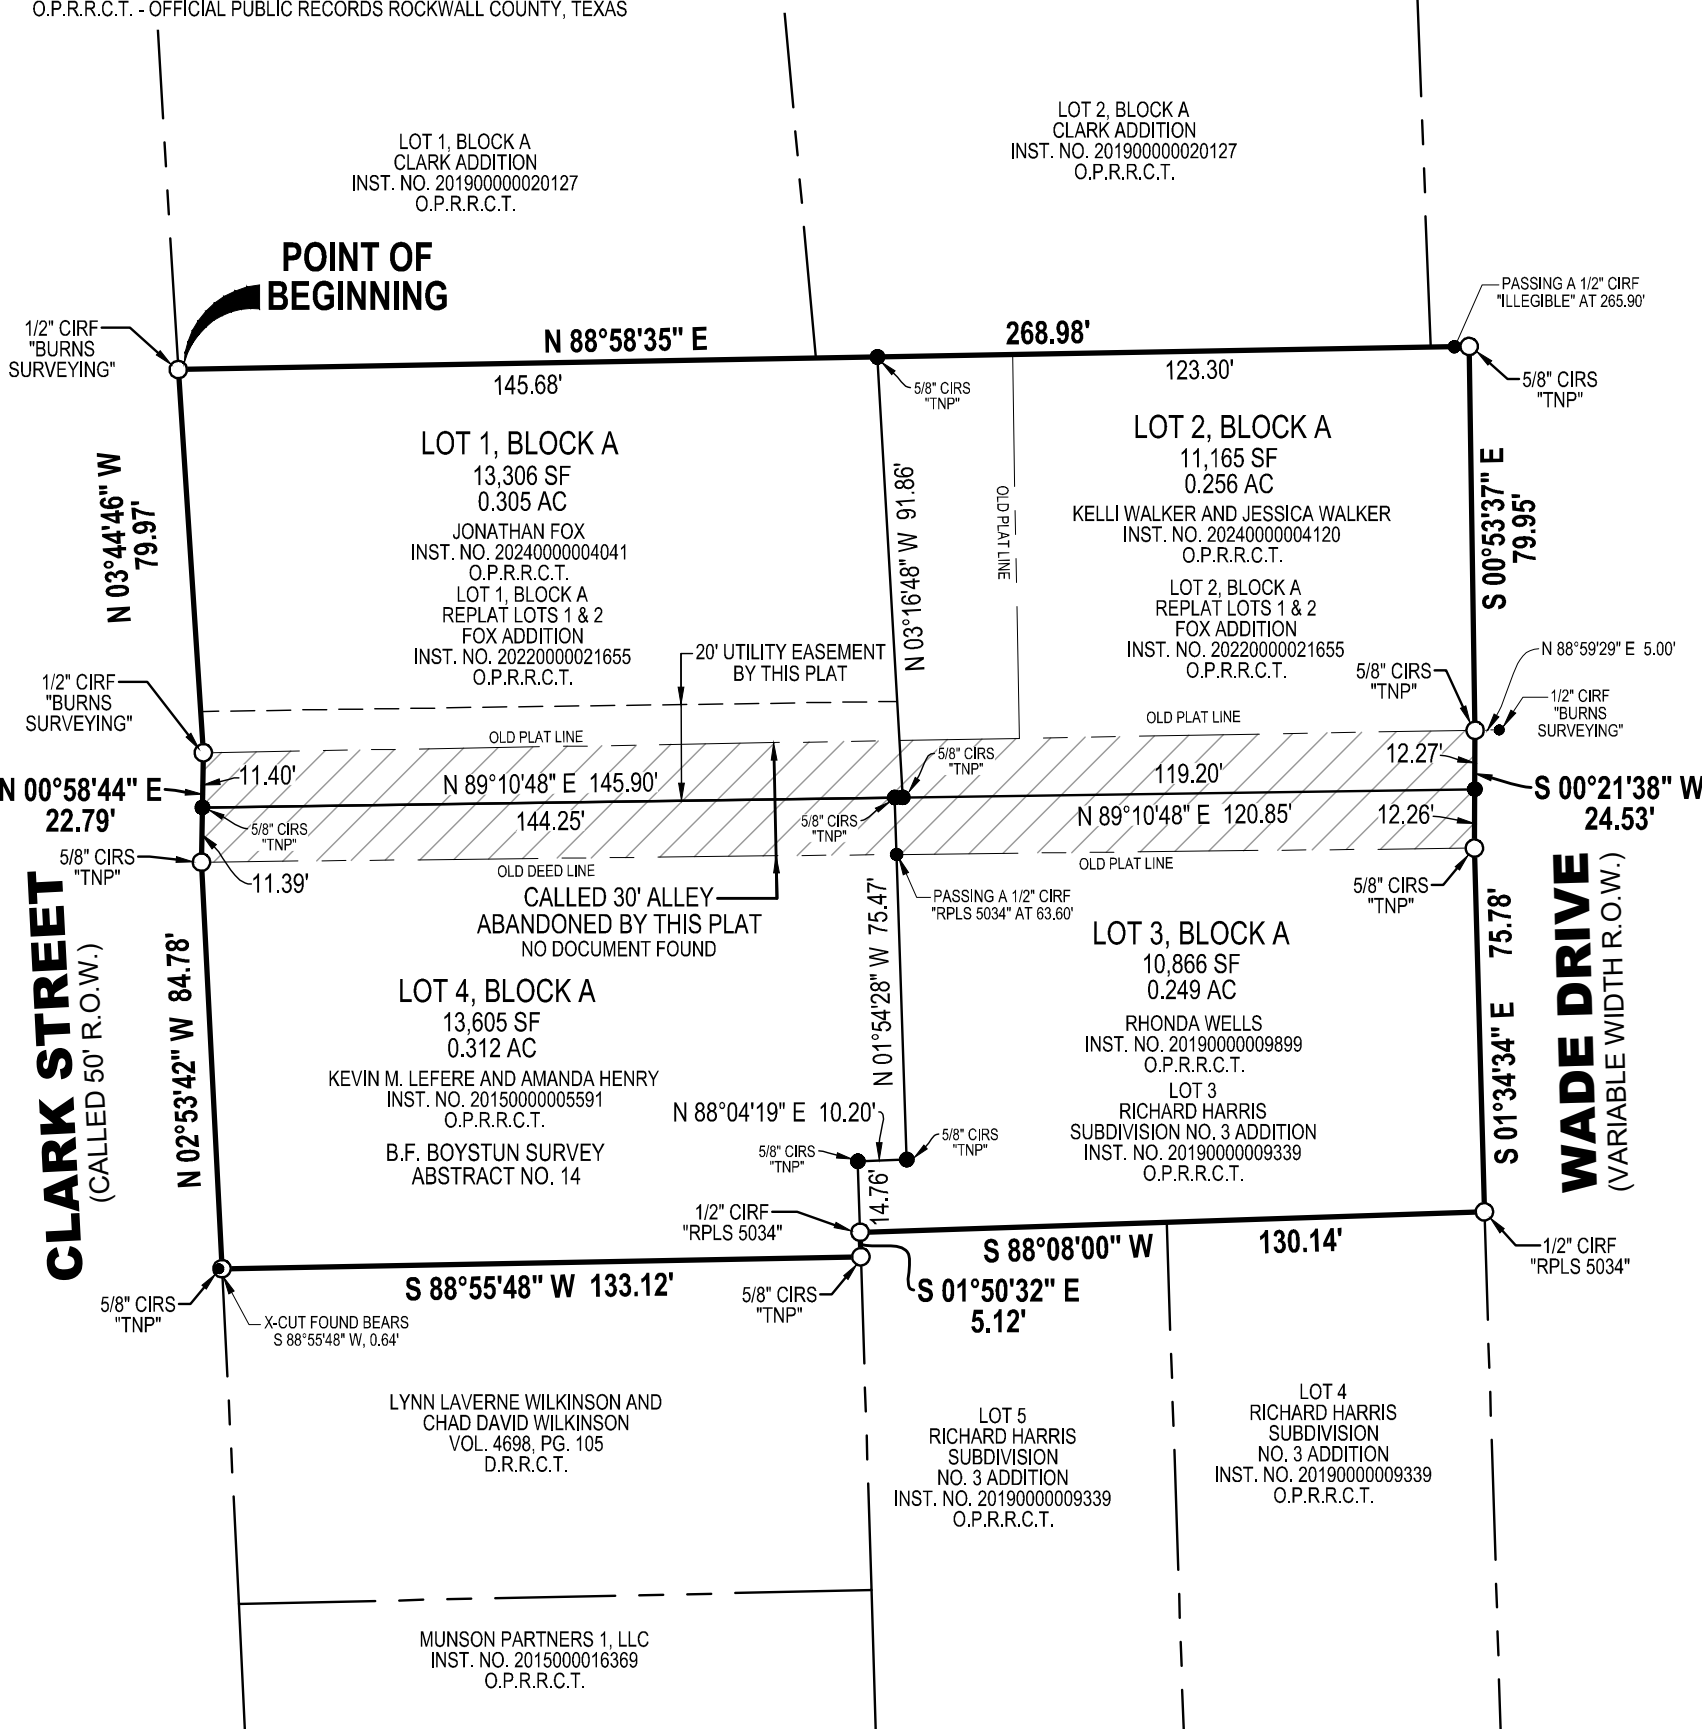 O.P.R.R.C.T. - OFFICIAL PUBLIC RECORDS ROCKWALL COUNTY, TEXAS
LOT 1, BLOCK A
CLARK ADDITION
INST. NO. 201900000020127
O.P.R.R.C.T.
LOT 2, BLOCK A
CLARK ADDITION
INST. NO. 201900000020127
O.P.R.R.C.T.
POINT OF
BEGINNING
1/2" CIRF
"BURNS
SURVEYING"
N 88°58'35" E
268.98'
PASSING A 1/2" CIRF
"ILLEGIBLE" AT 265.90'
145.68'
5/8" CIRS
"TNP"
123.30'
5/8" CIRS
"TNP"
N 03°44'46" W
79.97'
LOT 1, BLOCK A
13,306 SF
0.305 AC
JONATHAN FOX
INST. NO. 20240000004041
O.P.R.R.C.T.
LOT 1, BLOCK A
REPLAT LOTS 1 & 2
FOX ADDITION
INST. NO. 20220000021655
O.P.R.R.C.T.
N 03°16'48" W 91.86'
OLD PLAT LINE
LOT 2, BLOCK A
11,165 SF
0.256 AC
KELLI WALKER AND JESSICA WALKER
INST. NO. 20240000004120
O.P.R.R.C.T.
LOT 2, BLOCK A
REPLAT LOTS 1 & 2
FOX ADDITION
INST. NO. 20220000021655
O.P.R.R.C.T.
S 00°53'37" E
79.95'
20' UTILITY EASEMENT
BY THIS PLAT
N 88°59'29" E 5.00'
5/8" CIRS
"TNP"
1/2" CIRF
"BURNS
SURVEYING"
1/2" CIRF
"BURNS
SURVEYING"
OLD PLAT LINE
OLD PLAT LINE
11.40'
N 89°10'48" E 145.90'
5/8" CIRS
"TNP"
119.20'
12.27'
N 00°58'44" E
22.79'
S 00°21'38" W
24.53'
5/8" CIRS
"TNP"
144.25'
5/8" CIRS
"TNP"
N 89°10'48" E 120.85'
12.26'
5/8" CIRS
"TNP"
11.39'
OLD DEED LINE
OLD PLAT LINE
CALLED 30' ALLEY
ABANDONED BY THIS PLAT
NO DOCUMENT FOUND
PASSING A 1/2" CIRF
"RPLS 5034" AT 63.60'
5/8" CIRS
"TNP"
CLARK STREET
(CALLED 50' R.O.W.)
N 02°53'42" W 84.78'
LOT 4, BLOCK A
13,605 SF
0.312 AC
KEVIN M. LEFERE AND AMANDA HENRY
INST. NO. 20150000005591
O.P.R.R.C.T.
B.F. BOYSTUN SURVEY
ABSTRACT NO. 14
N 01°54'28" W 75.47'
LOT 3, BLOCK A
10,866 SF
0.249 AC
RHONDA WELLS
INST. NO. 20190000009899
O.P.R.R.C.T.
LOT 3
RICHARD HARRIS
SUBDIVISION NO. 3 ADDITION
INST. NO. 20190000009339
O.P.R.R.C.T.
S 01°34'34" E 75.78'
WADE DRIVE
(VARIABLE WIDTH R.O.W.)
N 88°04'19" E 10.20'
5/8" CIRS
"TNP"
5/8" CIRS
"TNP"
14.76'
1/2" CIRF
"RPLS 5034"
S 88°08'00" W
130.14'
1/2" CIRF
"RPLS 5034"
S 88°55'48" W 133.12'
5/8" CIRS
"TNP"
S 01°50'32" E
5.12'
5/8" CIRS
"TNP"
X-CUT FOUND BEARS
S 88°55'48" W, 0.64'
LYNN LAVERNE WILKINSON AND
CHAD DAVID WILKINSON
VOL. 4698, PG. 105
D.R.R.C.T.
LOT 5
RICHARD HARRIS
SUBDIVISION
NO. 3 ADDITION
INST. NO. 20190000009339
O.P.R.R.C.T.
LOT 4
RICHARD HARRIS
SUBDIVISION
NO. 3 ADDITION
INST. NO. 20190000009339
O.P.R.R.C.T.
MUNSON PARTNERS 1, LLC
INST. NO. 2015000016369
O.P.R.R.C.T.